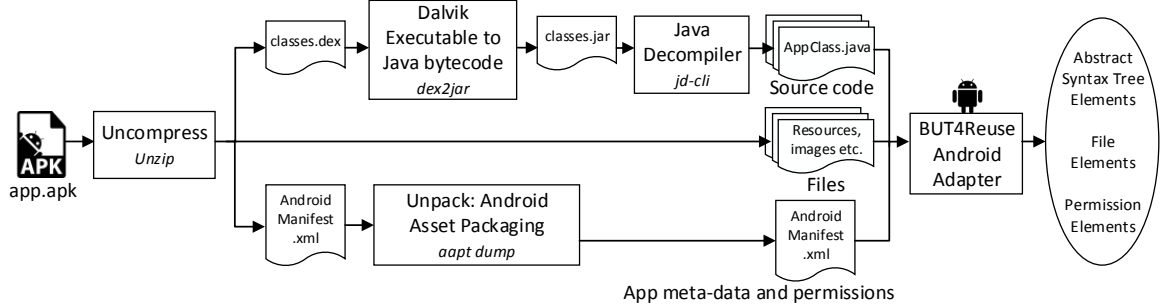 APK
app.apk
Uncompress
Unzip
classes.dex
Dalvik
Executable to
Java bytecode
dex2jar
classes.jar
Java
Decompiler
jd-cli
AppClass.java
Source code
Resources,
images etc.
Files
Android
Manifest
.xml
Unpack: Android
Asset Packaging
aapt dump
Android
Manifest
.xml
App meta-data and permissions
BUT4Reuse
Android
Adapter
Abstract
Syntax Tree
Elements
File
Elements
Permission
Elements